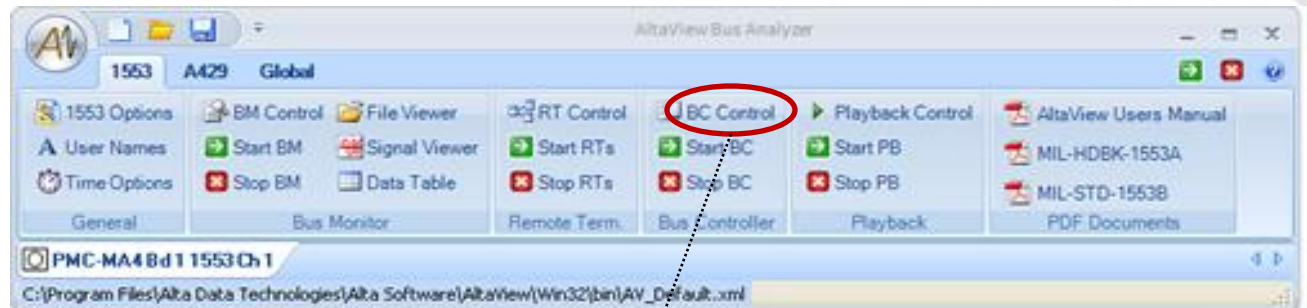 AltaView Bus Analyzer
1553 A429 Global
1553 Options BM Control File Viewer RT Control BC Control Playback Control AltaView Users Manual
A User Names Start BM Signal Viewer Start RTs Start BC Start PB MIL-HDBK-1553A
Time Options Stop BM Data Table Stop RTs Stop BC Stop PB MIL-STD-1553B
General Bus Monitor Remote Term. Bus Controller Playback PDF Documents
PMC-MA4 Bd 1 1553 Ch 1
C:\Program Files\Alta Data Technologies\Alta Software\AltaView\Win32\bin\AV_Default.xml